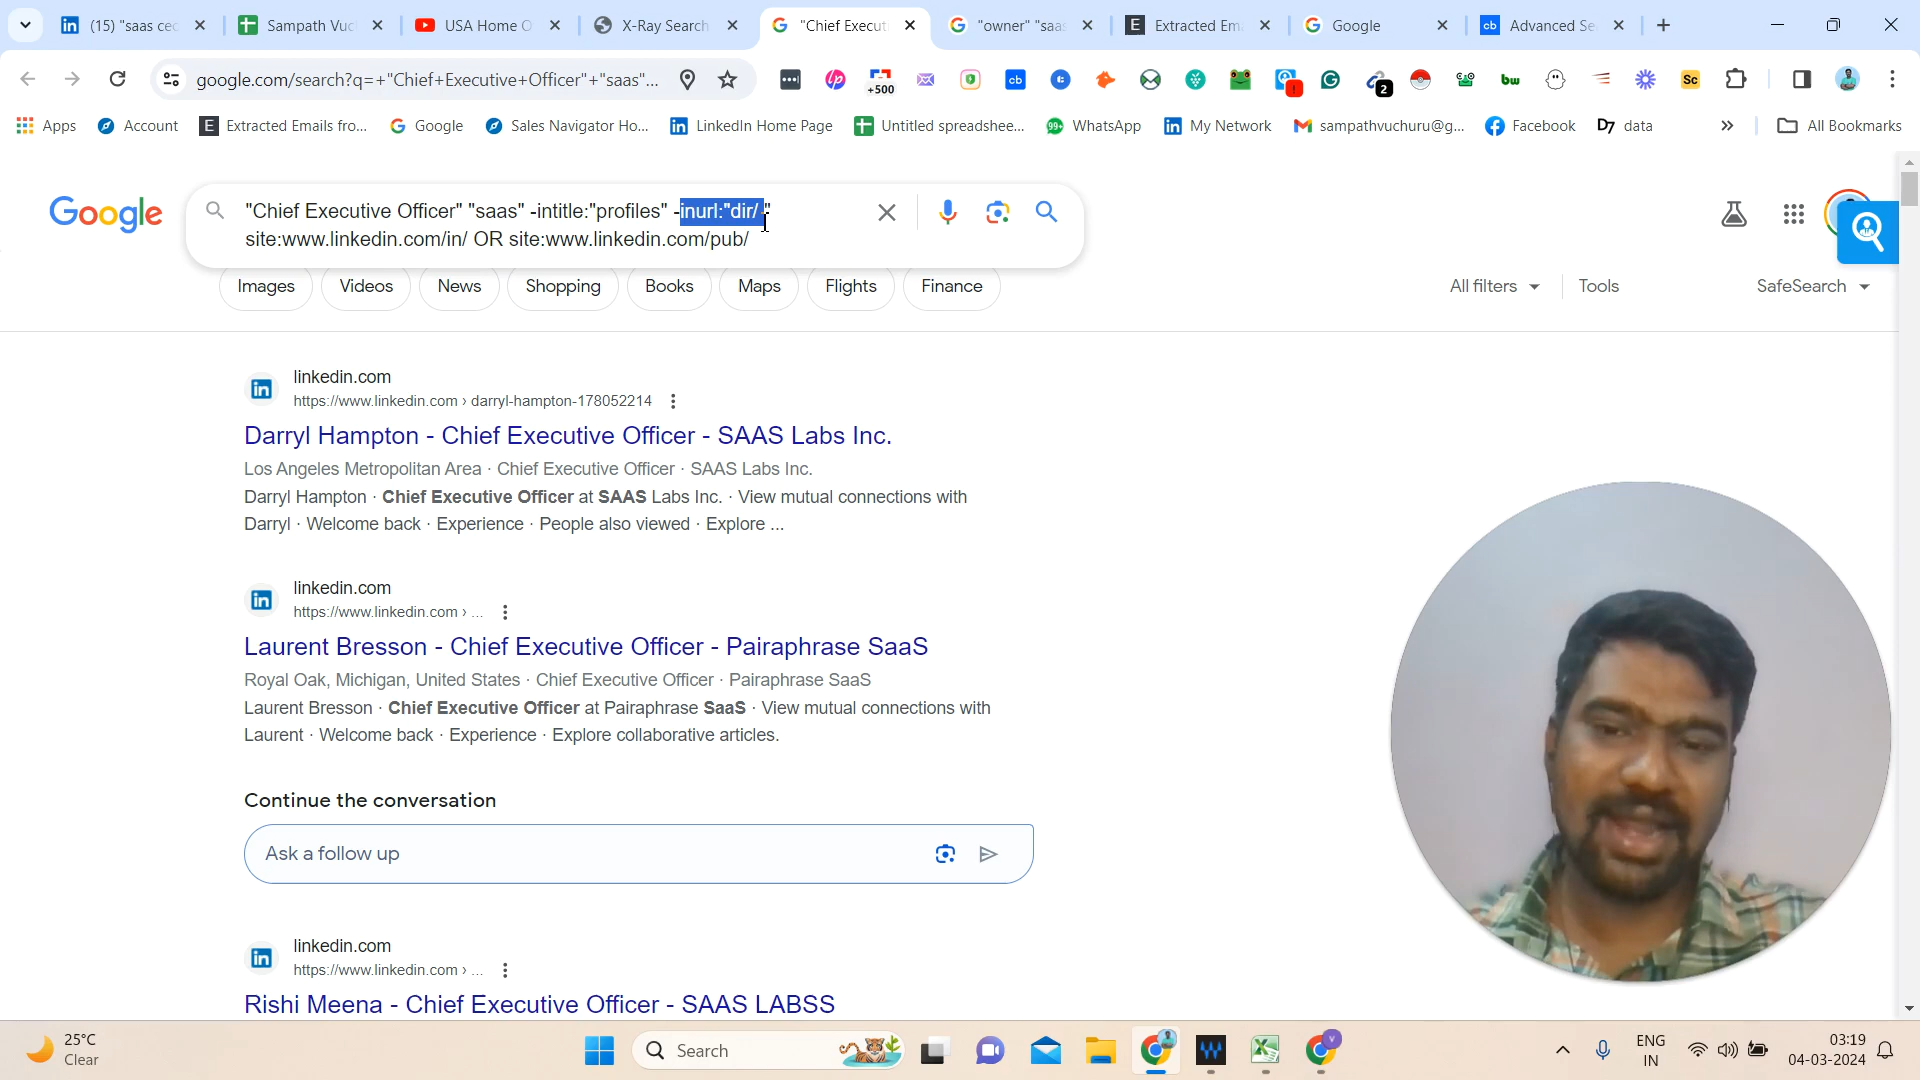 (15) "saas ceo
Sampath Vuc
USA Home O
X-Ray Search
"Chief Executi
"owner" "saas
Extracted Em
Google
Advanced Se
google.com/search?q=+"Chief+Executive+Officer"+"saas"...
+500
cb
2
bw
Sc
Apps
Account
Extracted Emails fro...
Google
Sales Navigator Ho...
LinkedIn Home Page
Untitled spreadshee...
WhatsApp
My Network
sampathvuchuru@g...
Facebook
data
All Bookmarks
Google
"Chief Executive Officer" "saas" -intitle:"profiles" -inurl:"dir/ "
site:www.linkedin.com/in/ OR site:www.linkedin.com/pub/
Images
Videos
News
Shopping
Books
Maps
Flights
Finance
All filters
Tools
SafeSearch
linkedin.com
https://www.linkedin.com › darryl-hampton-178052214
Darryl Hampton - Chief Executive Officer - SAAS Labs Inc.
Los Angeles Metropolitan Area · Chief Executive Officer · SAAS Labs Inc.
Darryl Hampton · Chief Executive Officer at SAAS Labs Inc. · View mutual connections with
Darryl · Welcome back · Experience · People also viewed · Explore ...
linkedin.com
https://www.linkedin.com › ...
Laurent Bresson - Chief Executive Officer - Pairaphrase SaaS
Royal Oak, Michigan, United States · Chief Executive Officer · Pairaphrase SaaS
Laurent Bresson · Chief Executive Officer at Pairaphrase SaaS · View mutual connections with
Laurent · Welcome back · Experience · Explore collaborative articles.
Continue the conversation
Ask a follow up
linkedin.com
https://www.linkedin.com › ...
Rishi Meena - Chief Executive Officer - SAAS LABSS
25°C
Clear
Search
ENG
IN
03:19
04-03-2024